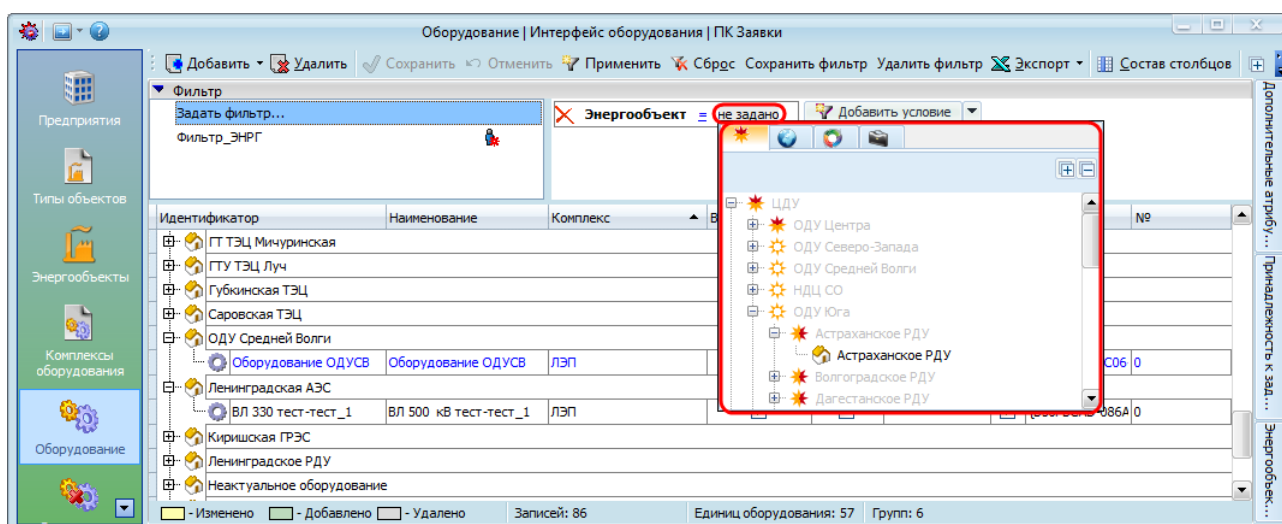 Оборудование | Интерфейс оборудования | ПК Заявки
Добавить Удалить Сохранить Отменить Применить Сброс Сохранить фильтр Удалить фильтр Экспорт Состав столбцов
Фильтр
Задать фильтр...
Фильтр_ЭНРГ
Энергообъект = не задано
Добавить условие
Предприятия
Типы объектов
Энергообъекты
Комплексы
оборудования
Оборудование
ЦДУ
ОДУ Центра
ОДУ Северо-Запада
ОДУ Средней Волги
НДЦ СО
ОДУ Юга
Астраханское РДУ
Астраханское РДУ
Волгоградское РДУ
Дагестанское РДУ
Идентификатор Наименование Комплекс В №
ГТ ТЭЦ Мичуринская
ГТУ ТЭЦ Луч
Губкинская ТЭЦ
Саровская ТЭЦ
ОДУ Средней Волги
Оборудование ОДУСВ Оборудование ОДУСВ ЛЭП C06 0
Ленинградская АЭС
ВЛ 330 тест-тест_1 ВЛ 500 кВ тест-тест_1 ЛЭП 086A 0
Киришская ГРЭС
Ленинградское РДУ
Неактуальное оборудование
- Изменено - Добавлено - Удалено Записей: 86 Единиц оборудования: 57 Групп: 6
Дополнительные атрибу...
Принадлежность к зад...
Энергообъек...